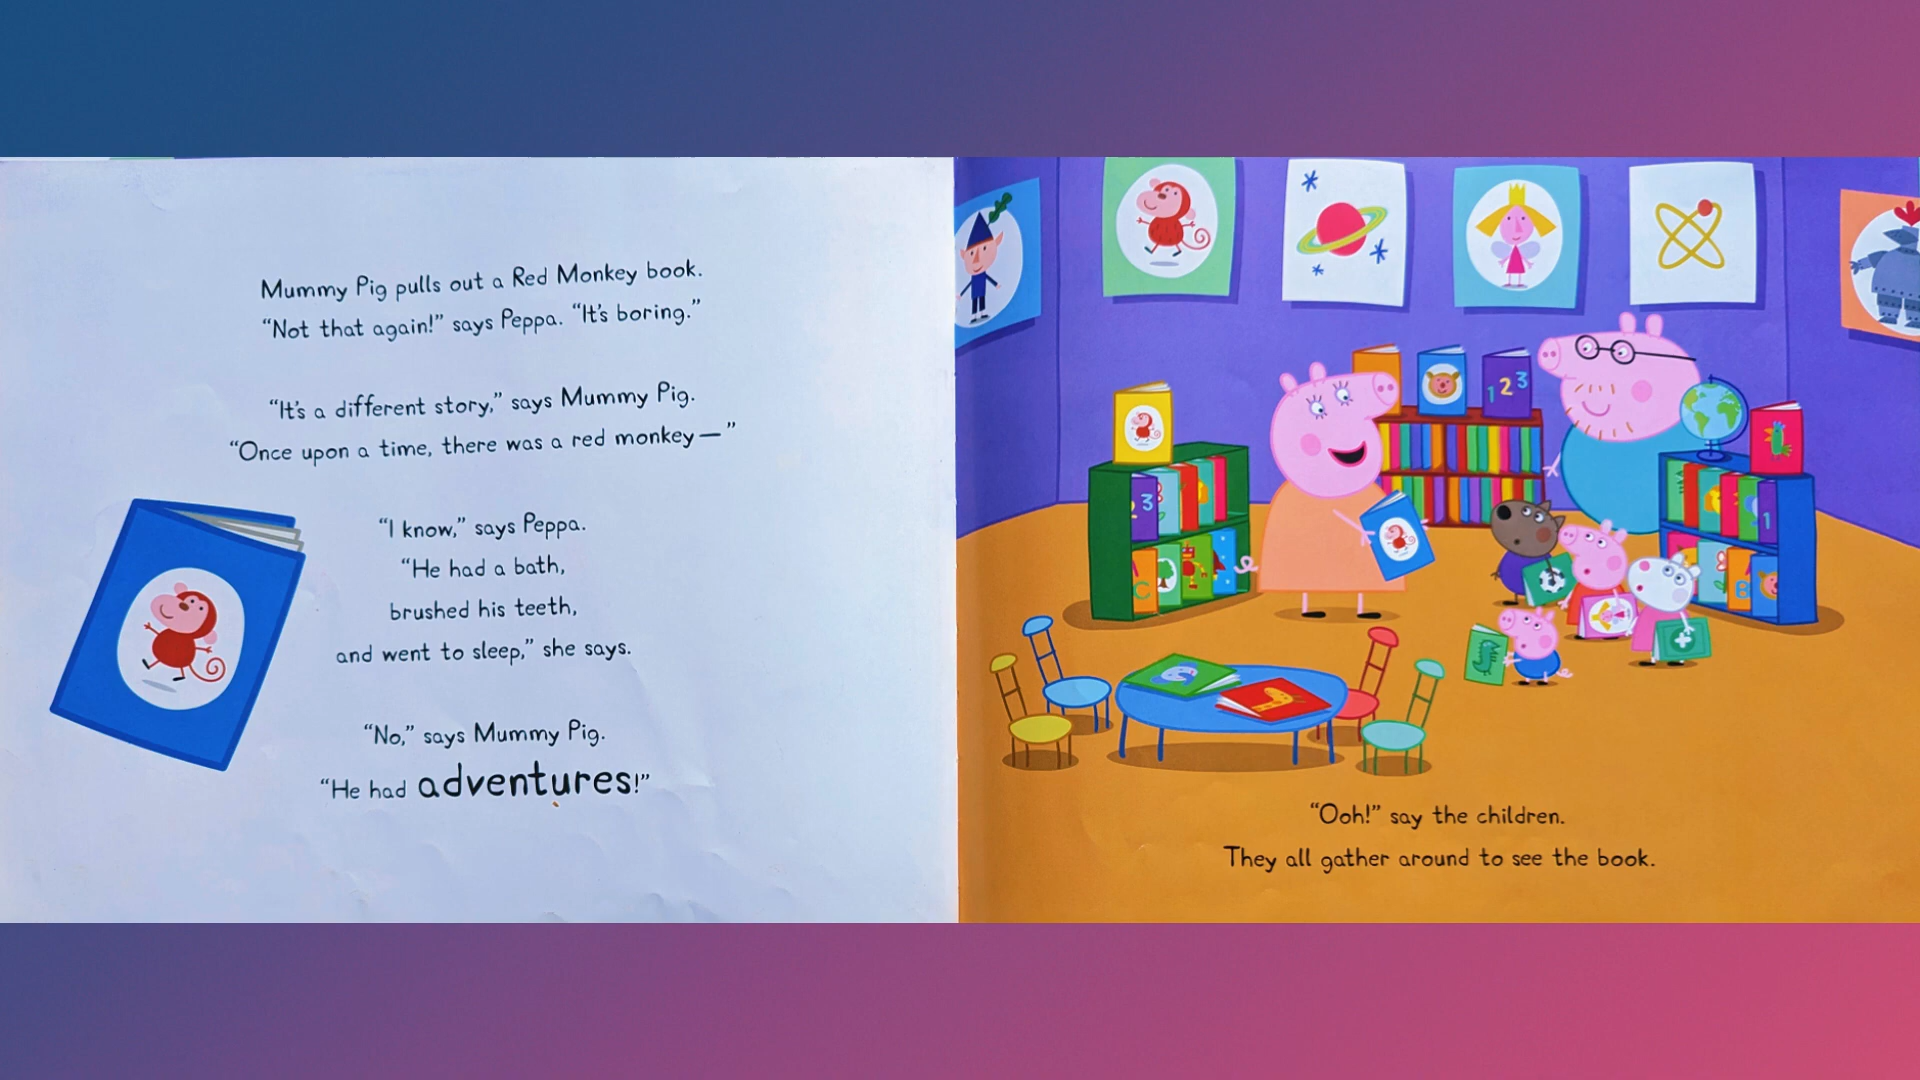 Mummy Pig pulls out a Red Monkey book.
“Not that again!” says Peppa. “It’s boring.”
“It’s a different story,” says Mummy Pig.
“Once upon a time, there was a red monkey—”
“I know,” says Peppa.
“He had a bath,
brushed his teeth,
and went to sleep,” she says.
“No,” says Mummy Pig.
“He had adventures!”
123
3
1
C
B
“Ooh!” say the children.
They all gather around to see the book.